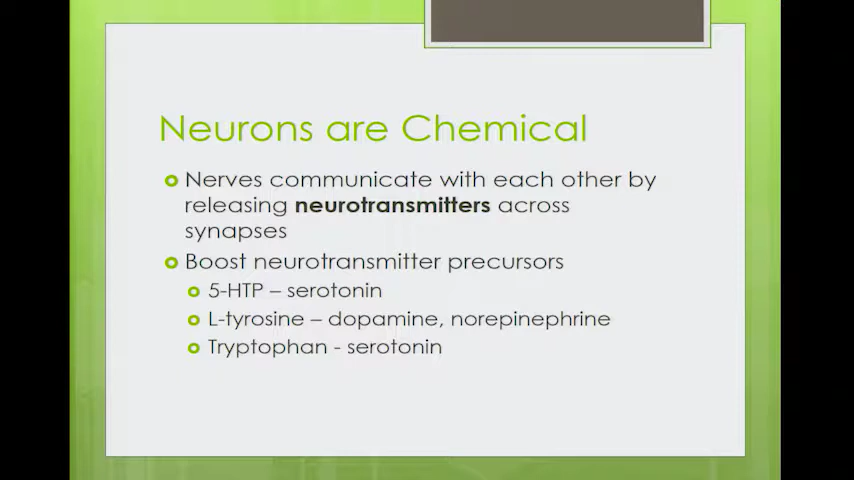 Neurons are Chemical
Nerves communicate with each other by
releasing neurotransmitters across
synapses
Boost neurotransmitter precursors
5-HTP – serotonin
L-tyrosine – dopamine, norepinephrine
Tryptophan - serotonin